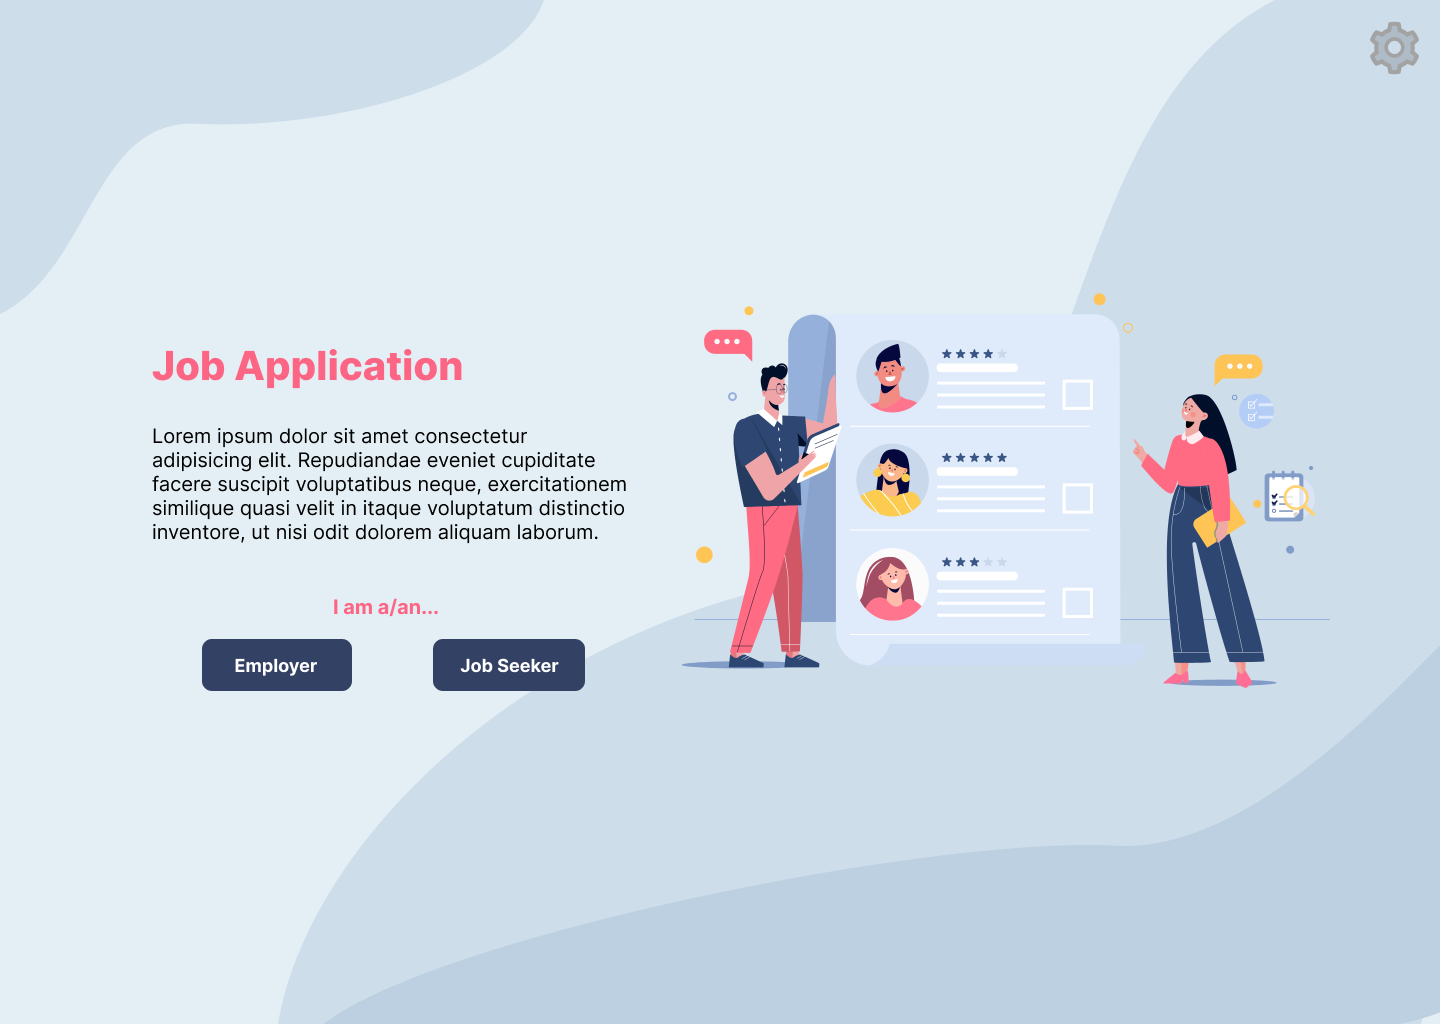 Job Application
Lorem ipsum dolor sit amet consectetur
adipisicing elit. Repudiandae eveniet cupiditate
facere suscipit voluptatibus neque, exercitationem
similique quasi velit in itaque voluptatum distinctio
inventore, ut nisi odit dolorem aliquam laborum.
I am a/an...
Employer
Job Seeker